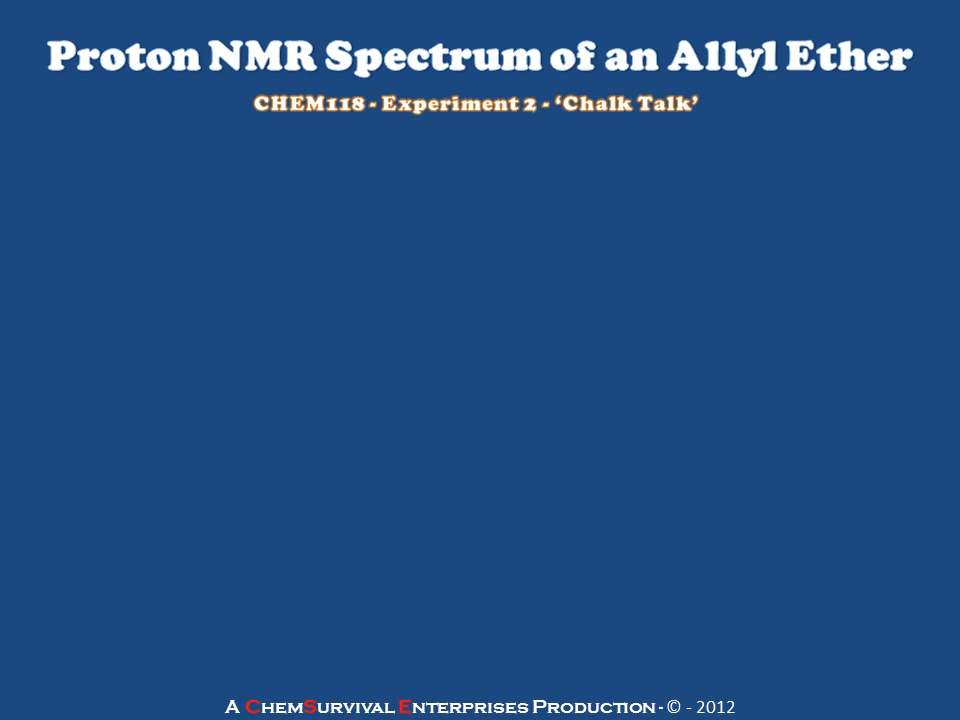 Proton NMR Spectrum of an Allyl Ether
CHEM118 - Experiment 2 - ‘Chalk Talk’
A ChemSurvival Enterprises Production - © - 2012